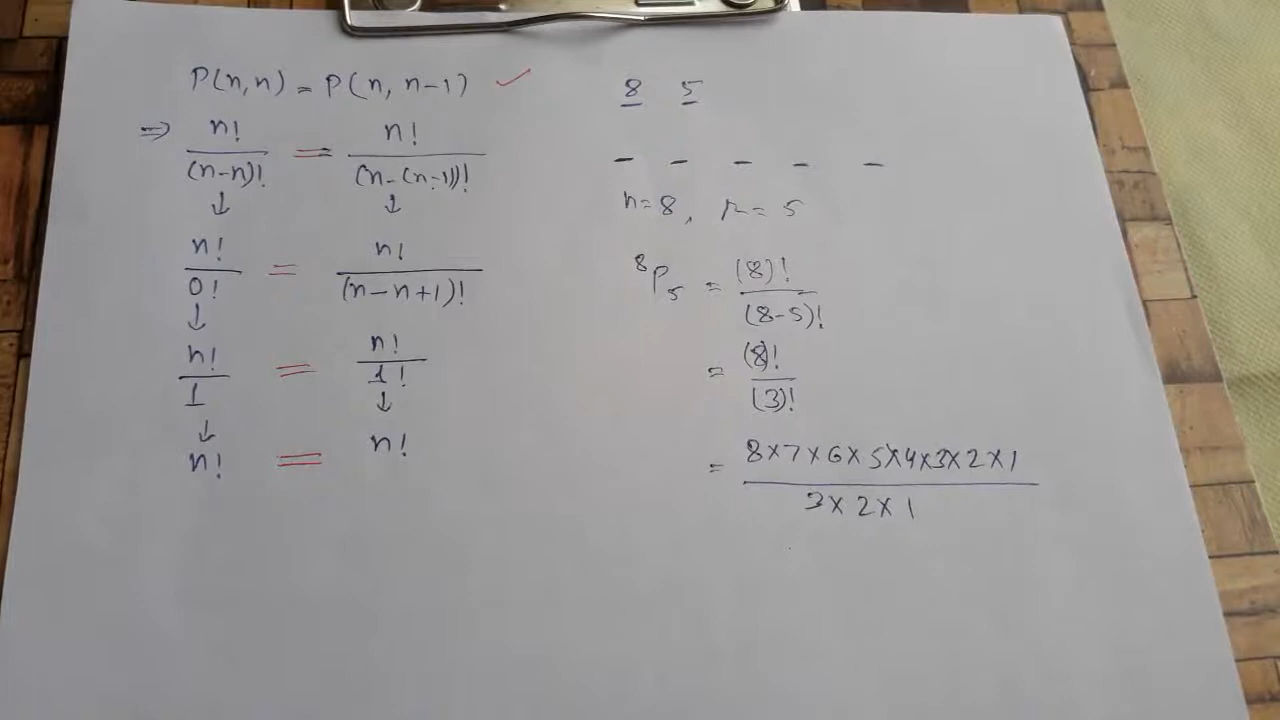 P(n,n) = P(n, n-1) ✓
⇒ n!/(n-n)! = n!/(n-(n-1))!
↓ ↓
n!/0! = n!/(n-n+1)!
↓
n!/1 = n!/1!
↓ ↓
n! = n!
8 5
– – – – –
n=8, r=5
⁸P₅ = (8)!/(8-5)!
= (8)!/(3)!
= 8×7×6×5×4×3×2×1/3×2×1